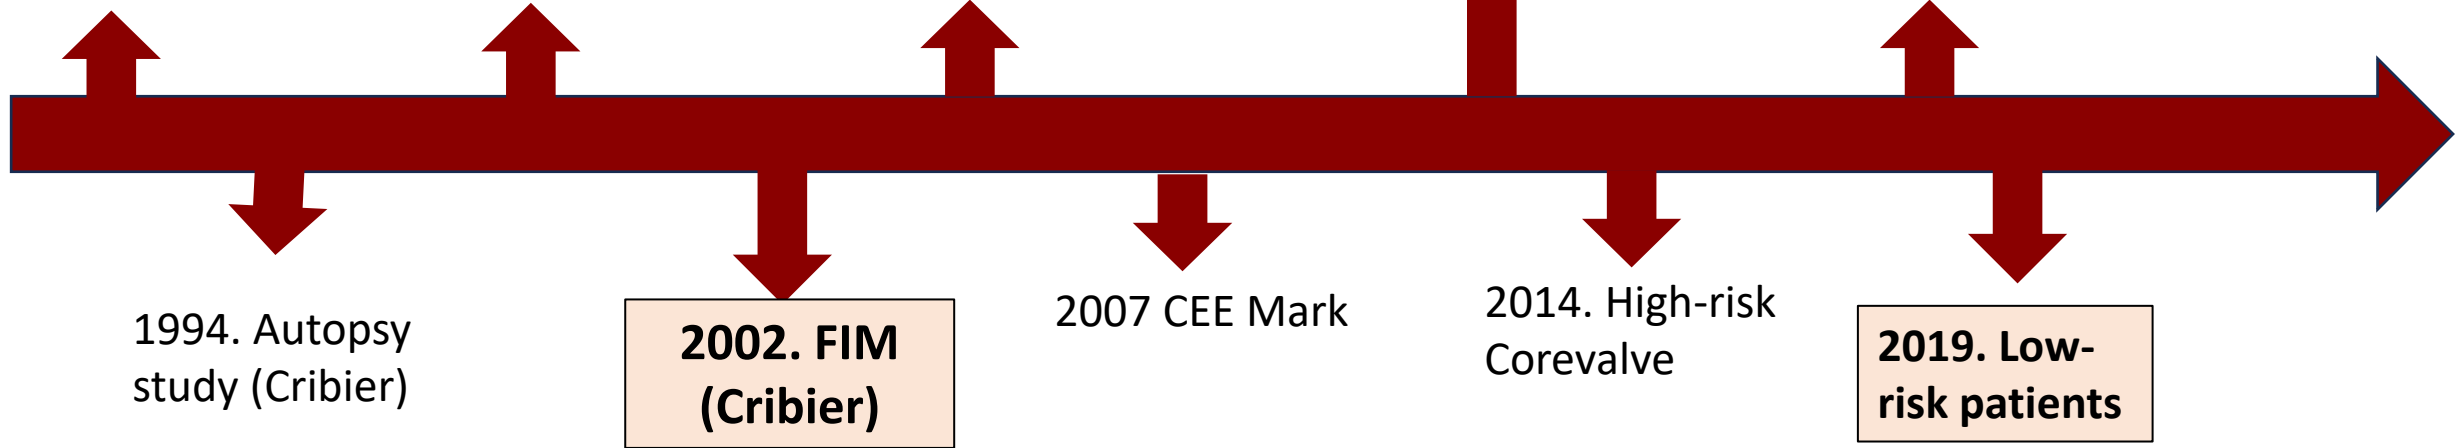 1994. Autopsy
study (Cribier)
2002. FIM
(Cribier)
2007 CEE Mark
2014. High-risk
Corevalve
2019. Low-
risk patients